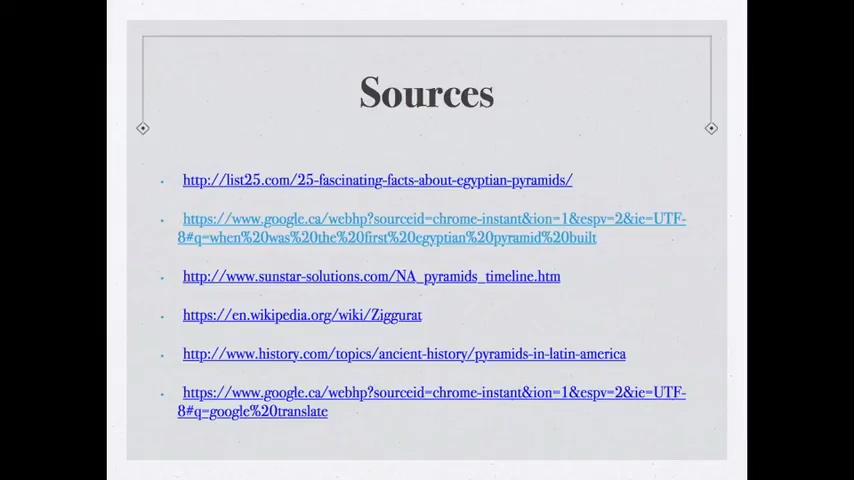 Sources
http://list25.com/25-fascinating-facts-about-egyptian-pyramids/
https://www.google.ca/webhp?sourceid=chrome-instant&ion=1&espv=2&ie=UTF-
8#q=when%20was%20the%20first%20egyptian%20pyramid%20built
http://www.sunstar-solutions.com/NA_pyramids_timeline.htm
https://en.wikipedia.org/wiki/Ziggurat
http://www.history.com/topics/ancient-history/pyramids-in-latin-america
https://www.google.ca/webhp?sourceid=chrome-instant&ion=1&espv=2&ie=UTF-
8#q=google%20translate